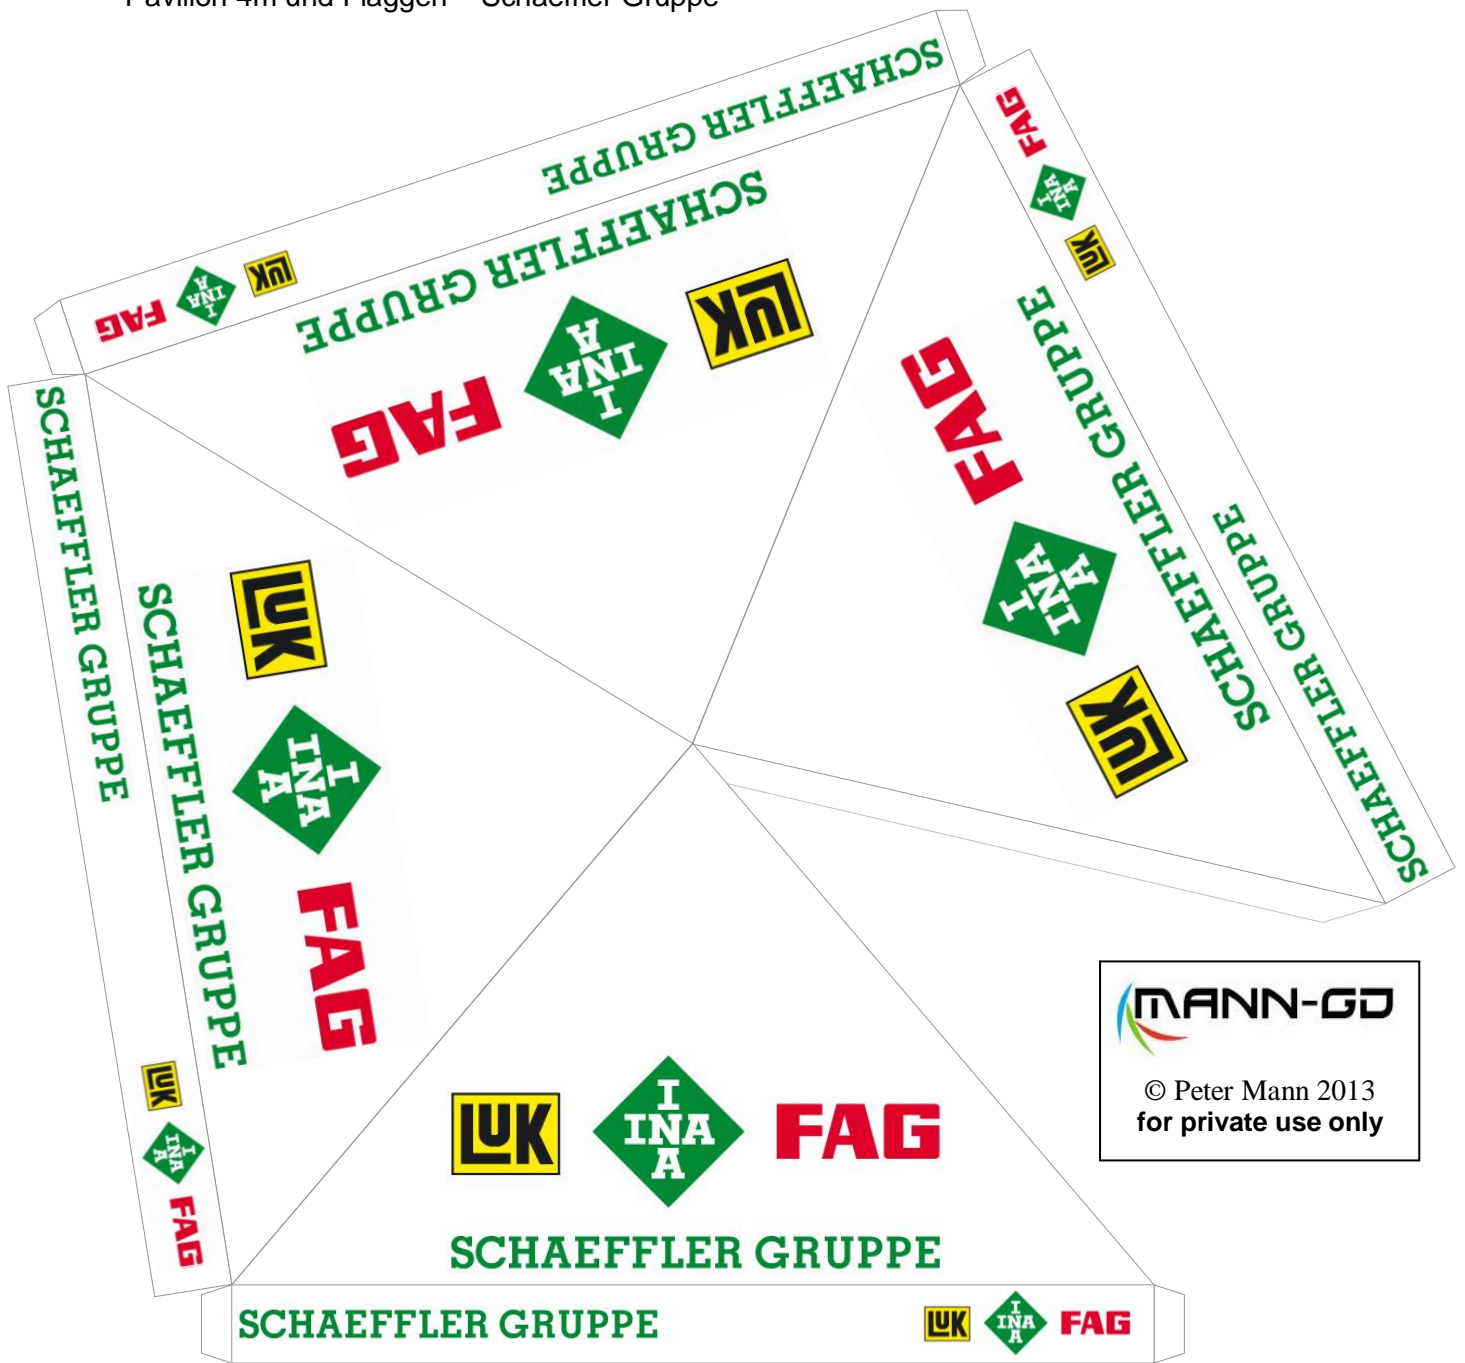 Pavillon 4m und Flaggen – Schaeffler Gruppe
SCHAEFFLER GRUPPE
LUK
INA
FAG
SCHAEFFLER GRUPPE
LUK
I
INA
A
FAG
FAG
I
INA
A
LUK
SCHAEFFLER GRUPPE
SCHAEFFLER GRUPPE
SCHAEFFLER GRUPPE
LUK
I
INA
A
FAG
SCHAEFFLER GRUPPE
LUK
I
INA
A
FAG
FAG
I
INA
A
LUK
MANN-GD
© Peter Mann 2013
for private use only
LUK
I
INA
A
FAG
SCHAEFFLER GRUPPE
SCHAEFFLER GRUPPE
LUK
I
INA
A
FAG